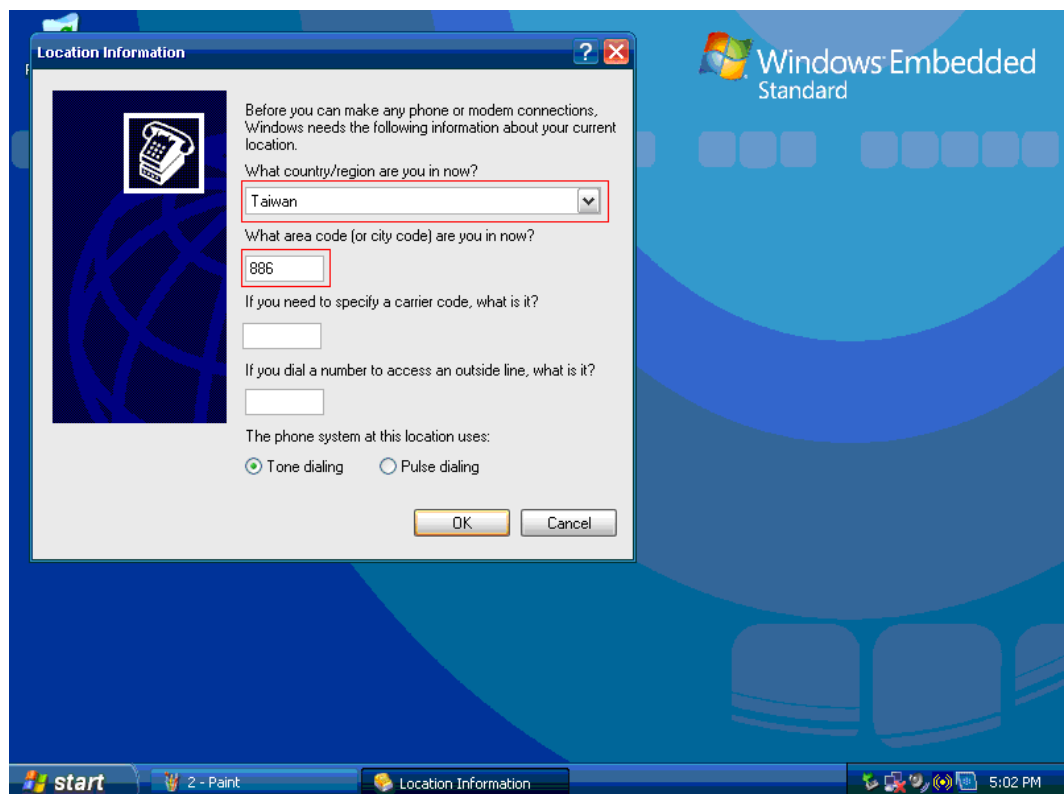 Location Information
Windows Embedded
Standard
Before you can make any phone or modem connections,
Windows needs the following information about your current
location.
What country/region are you in now?
Taiwan
What area code (or city code) are you in now?
886
If you need to specify a carrier code, what is it?
If you dial a number to access an outside line, what is it?
The phone system at this location uses:
Tone dialing
Pulse dialing
OK
Cancel
start
2 - Paint
Location Information
5:02 PM